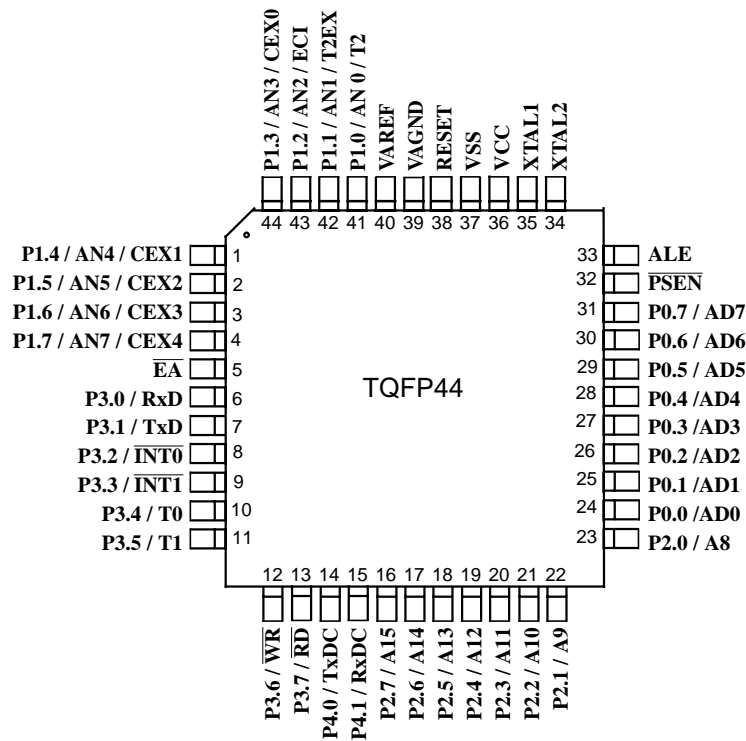 P1.3 / AN3 / CEX0
P1.2 / AN2 / ECI
P1.1 / AN1 / T2EX
P1.0 / AN 0 / T2
VAREF
VAGND
RESET
VSS
VCC
XTAL1
XTAL2
44 43 42 41 40 39 38 37 36 35 34
P1.4 / AN4 / CEX1 1
P1.5 / AN5 / CEX2 2
P1.6 / AN6 / CEX3 3
P1.7 / AN7 / CEX4 4
EA 5
P3.0 / RxD 6
P3.1 / TxD 7
P3.2 / INT0 8
P3.3 / INT1 9
P3.4 / T0 10
P3.5 / T1 11
TQFP44
33 ALE
32 PSEN
31 P0.7 / AD7
30 P0.6 / AD6
29 P0.5 / AD5
28 P0.4 / AD4
27 P0.3 / AD3
26 P0.2 / AD2
25 P0.1 / AD1
24 P0.0 / AD0
23 P2.0 / A8
12 13 14 15 16 17 18 19 20 21 22
P3.6 / WR
P3.7 / RD
P4.0 / TxDC
P4.1 / RxDC
P2.7 / A15
P2.6 / A14
P2.5 / A13
P2.4 / A12
P2.3 / A11
P2.2 / A10
P2.1 / A9